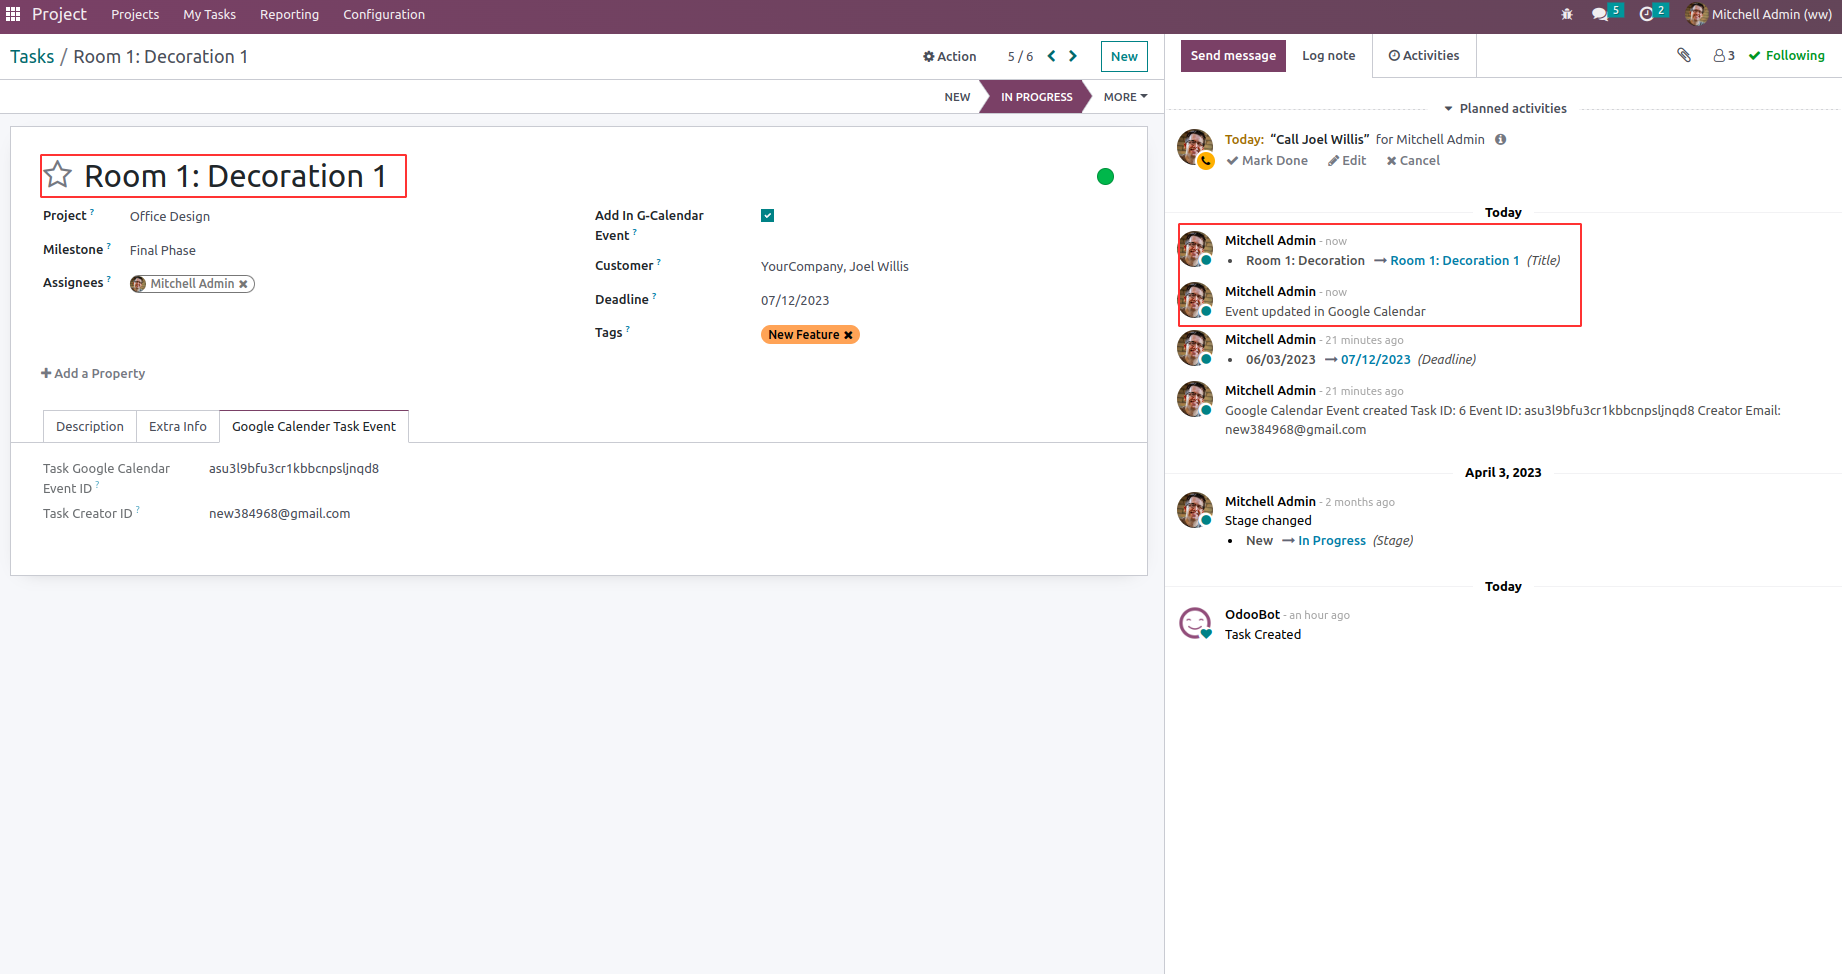 Project Projects My Tasks Reporting Configuration 5 2 Mitchell Admin (ww)
Tasks / Room 1: Decoration 1 Action 5 / 6 New
NEW IN PROGRESS MORE
Room 1: Decoration 1
Project ? Office Design
Milestone ? Final Phase
Assignees ? Mitchell Admin ✖
Add In G-Calendar
Event ?
Customer ? YourCompany, Joel Willis
Deadline ? 07/12/2023
Tags ? New Feature ✖
+ Add a Property
Description Extra Info Google Calender Task Event
Task Google Calendar
Event ID ? asu3l9bfu3cr1kbbcnpsljnqd8
Task Creator ID ? new384968@gmail.com
Send message Log note Activities 3 Following
Planned activities
Today: “Call Joel Willis” for Mitchell Admin
Mark Done Edit Cancel
Today
Mitchell Admin - now
• Room 1: Decoration → Room 1: Decoration 1 (Title)
Mitchell Admin - now
Event updated in Google Calendar
Mitchell Admin - 21 minutes ago
• 06/03/2023 → 07/12/2023 (Deadline)
Mitchell Admin - 21 minutes ago
Google Calendar Event created Task ID: 6 Event ID: asu3l9bfu3cr1kbbcnpsljnqd8 Creator Email:
new384968@gmail.com
April 3, 2023
Mitchell Admin - 2 months ago
Stage changed
• New → In Progress (Stage)
Today
OdooBot - an hour ago
Task Created